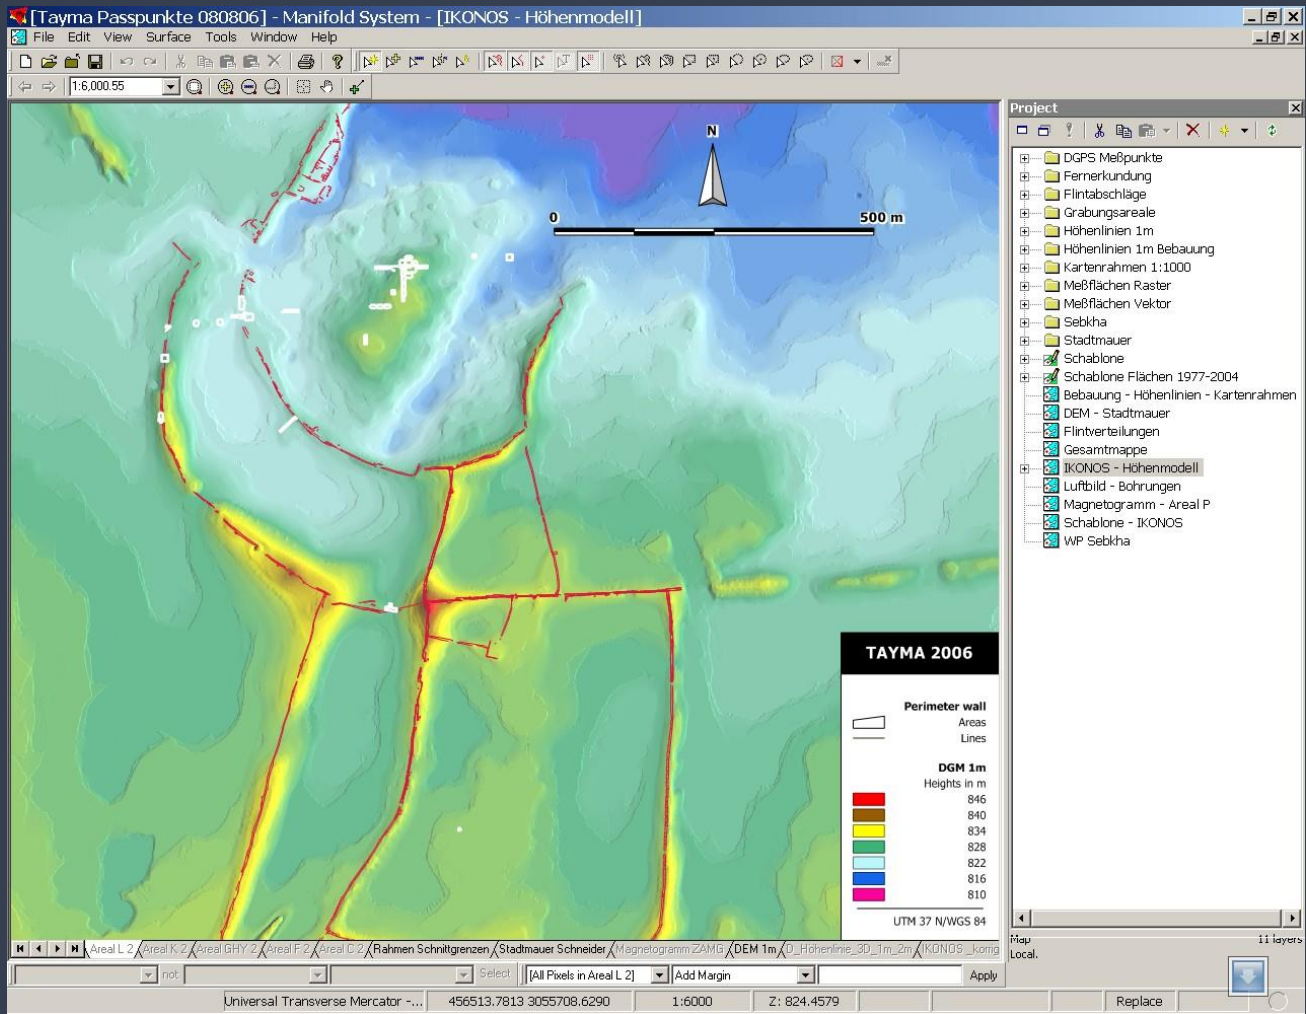 [Tayma Passpunkte 080806] - Manifold System - [IKONOS - Höhenmodell]
File Edit View Surface Tools Window Help
1:6,000.55
N
0 500 m
TAYMA 2006
Perimeter wall
Areas
Lines
DGM 1m
Heights in m
846
840
834
828
822
816
810
UTM 37 N/WGS 84
Project
DGPS Meßpunkte
Fernerkundung
Flintabschläge
Grabungsareale
Höhenlinien 1m
Höhenlinien 1m Bebauung
Kartenrahmen 1:1000
Meßflächen Raster
Meßflächen Vektor
Sebkha
Stadtmauer
Schablone
Schablone Flächen 1977-2004
Bebauung - Höhenlinien - Kartenrahmen
DEM - Stadtmauer
Flintverteilungen
Gesamtmappe
IKONOS - Höhenmodell
Luftbild - Bohrungen
Magnetogramm - Areal P
Schablone - IKONOS
WP Sebkha
Map 11 layers
Local.
Areal L 2 Areal K 2 Areal GHY 2 Areal F 2 Areal C 2 Rahmen Schnittgrenzen Stadtmauer Schneider Magnetogramm ZAMG DEM 1m D_Höhenlinie_3D_1m_2m IKONOS _korrig
not Select [All Pixels in Areal L 2] Add Margin Apply
Universal Transverse Mercator -... 456513.7813 3055708.6290 1:6000 Z: 824.4579 Replace